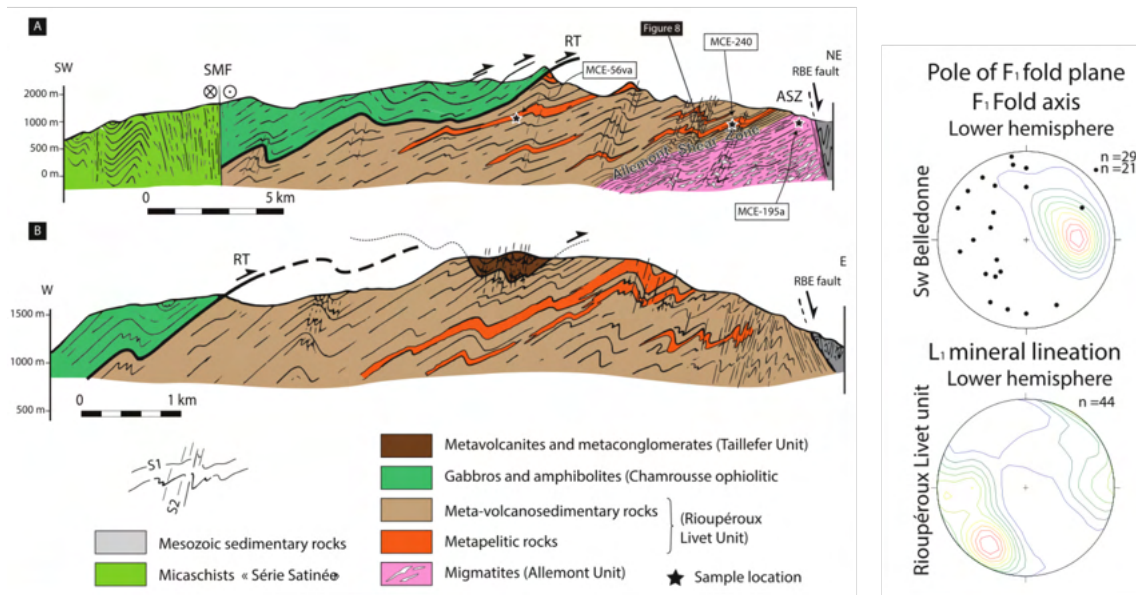 A
SW
SMF
RT
Figure 8
MCE-240
NE
MCE-56va
RBE fault
ASZ
2000 m
1000 m
500 m
0 m
Allemont Shear Zone
0 5 km
MCE-195a
B
W
RT
E
RBE fault
1500 m
1000 m
500 m
0 1 km
S1
S2
Metavolcanites and metaconglomerates (Taillefer Unit)
Gabbros and amphibolites (Chamrousse ophiolitic
Meta-volcanosedimentary rocks
(Rioupéroux
Livet Unit)
Mesozoic sedimentary rocks
Metapelitic rocks
Micaschists « Série Satinée»
Migmatites (Allemont Unit)
Sample location
Pole of F1 fold plane
F1 Fold axis
Lower hemisphere
n =29
n =21
Sw Belledonne
L1 mineral lineation
Lower hemisphere
n =44
Rioupéroux Livet unit